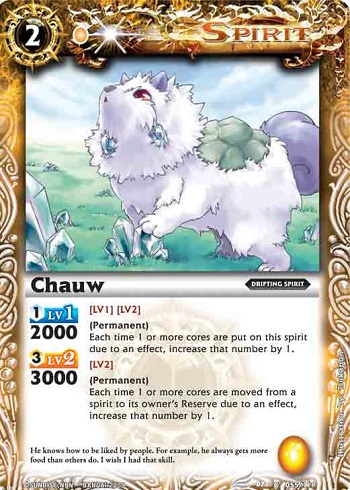 2
SPIRIT
Chauw
DRIFTING SPIRIT
1 LV1
2000
[LV1] [LV2]
(Permanent)
Each time 1 or more cores are put on this spirit
due to an effect, increase that number by 1.
3 LV2
3000
[LV2]
(Permanent)
Each time 1 or more cores are moved from a
spirit to its owner's Reserve due to an effect,
increase that number by 1.
He knows how to be liked by people. For example, he always gets more
food than others do. I wish I had that skill.